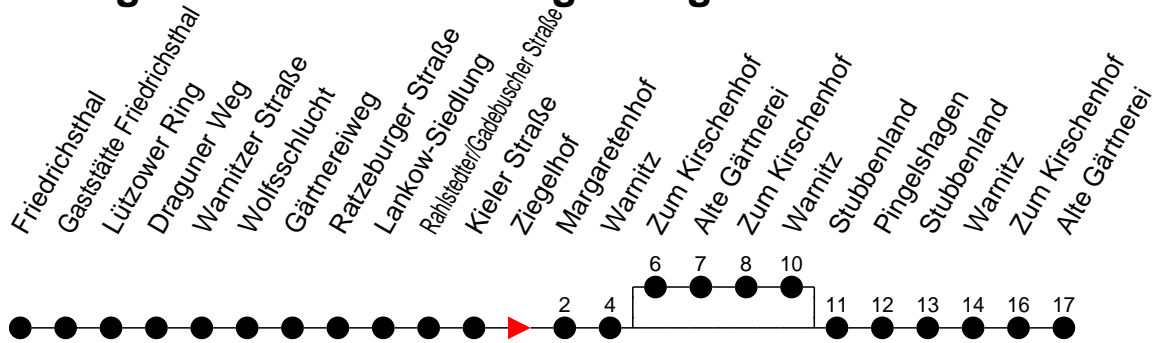 Friedrichsthal
Gaststätte Friedrichsthal
Lützower Ring
Draguner Weg
Warnitzer Straße
Wolfsschlucht
Gärtnereiweg
Ratzeburger Straße
Lankow-Siedlung
Rahlstedter/Gadebuscher Straße
Kieler Straße
Ziegelhof
Margaretenhof
Warnitz
Zum Kirschenhof
Alte Gärtnerei
Zum Kirschenhof
Warnitz
Stubbenland
Pingelshagen
Stubbenland
Warnitz
Zum Kirschenhof
Alte Gärtnerei
6 7 8 10
2 4 11 12 13 14 16 17